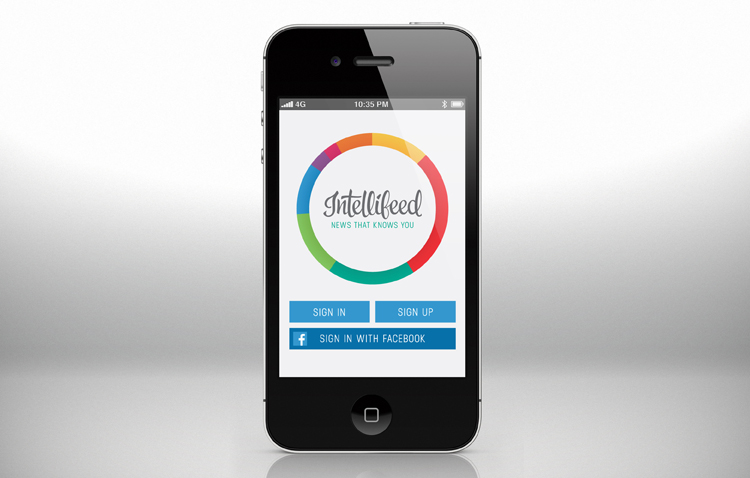 4G 10:35 PM
Intellifeed
NEWS THAT KNOWS YOU
SIGN IN SIGN UP
f SIGN IN WITH FACEBOOK